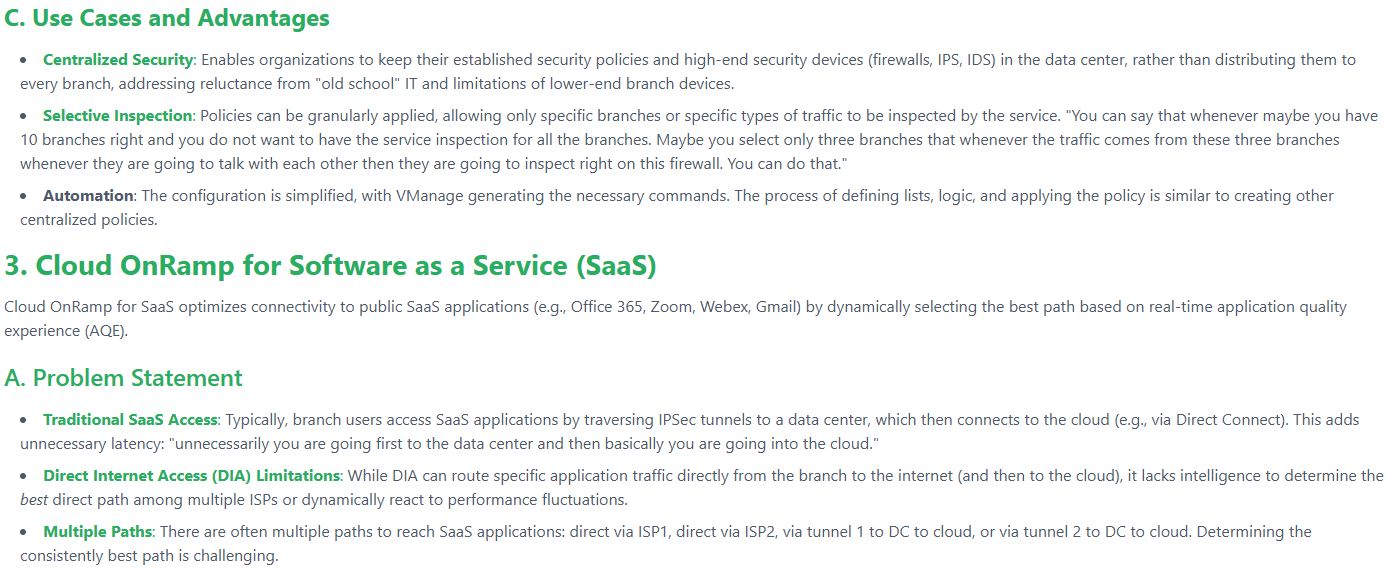 C. Use Cases and Advantages
• Centralized Security: Enables organizations to keep their established security policies and high-end security devices (firewalls, IPS, IDS) in the data center, rather than distributing them to
every branch, addressing reluctance from "old school" IT and limitations of lower-end branch devices.
• Selective Inspection: Policies can be granularly applied, allowing only specific branches or specific types of traffic to be inspected by the service. "You can say that whenever maybe you have
10 branches right and you do not want to have the service inspection for all the branches. Maybe you select only three branches that whenever the traffic comes from these three branches
whenever they are going to talk with each other then they are going to inspect right on this firewall. You can do that."
• Automation: The configuration is simplified, with VManage generating the necessary commands. The process of defining lists, logic, and applying the policy is similar to creating other
centralized policies.
3. Cloud OnRamp for Software as a Service (SaaS)
Cloud OnRamp for SaaS optimizes connectivity to public SaaS applications (e.g., Office 365, Zoom, Webex, Gmail) by dynamically selecting the best path based on real-time application quality
experience (AQE).
A. Problem Statement
• Traditional SaaS Access: Typically, branch users access SaaS applications by traversing IPSec tunnels to a data center, which then connects to the cloud (e.g., via Direct Connect). This adds
unnecessary latency: "unnecessarily you are going first to the data center and then basically you are going into the cloud."
• Direct Internet Access (DIA) Limitations: While DIA can route specific application traffic directly from the branch to the internet (and then to the cloud), it lacks intelligence to determine the
best direct path among multiple ISPs or dynamically react to performance fluctuations.
• Multiple Paths: There are often multiple paths to reach SaaS applications: direct via ISP1, direct via ISP2, via tunnel 1 to DC to cloud, or via tunnel 2 to DC to cloud. Determining the
consistently best path is challenging.